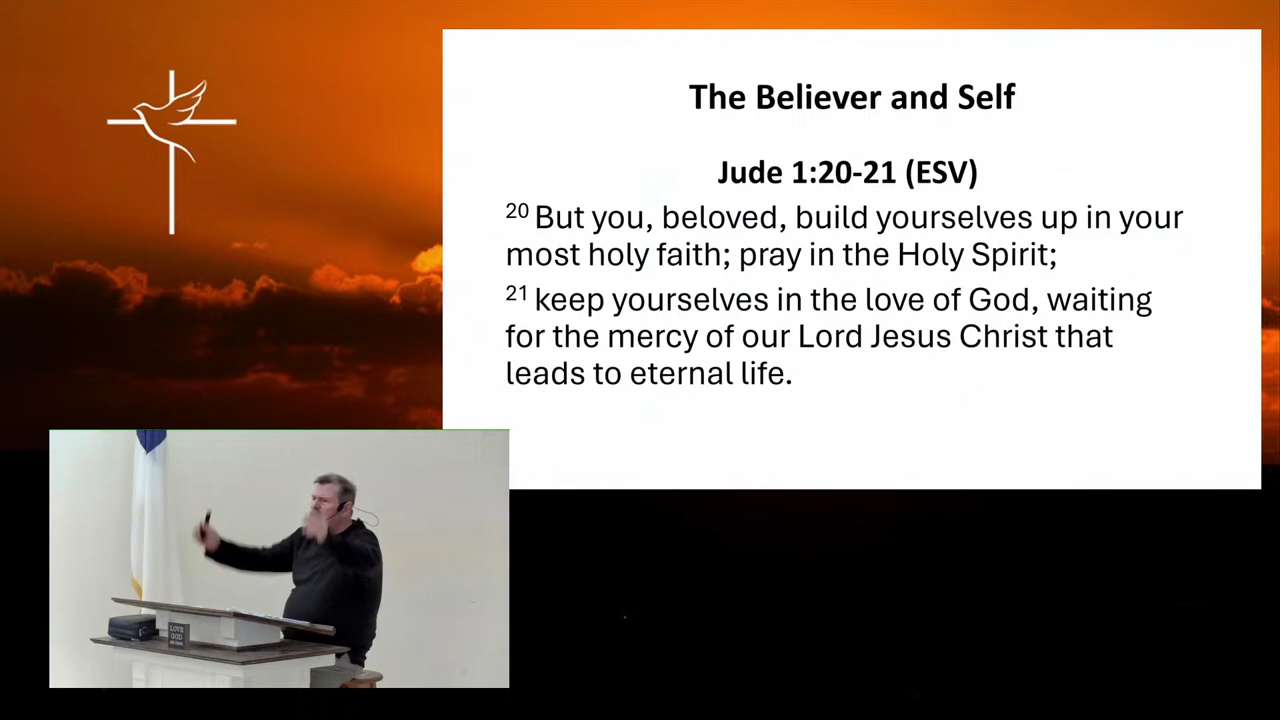 The Believer and Self
Jude 1:20-21 (ESV)
20 But you, beloved, build yourselves up in your
most holy faith; pray in the Holy Spirit;
21 keep yourselves in the love of God, waiting
for the mercy of our Lord Jesus Christ that
leads to eternal life.
LOVE
GOD